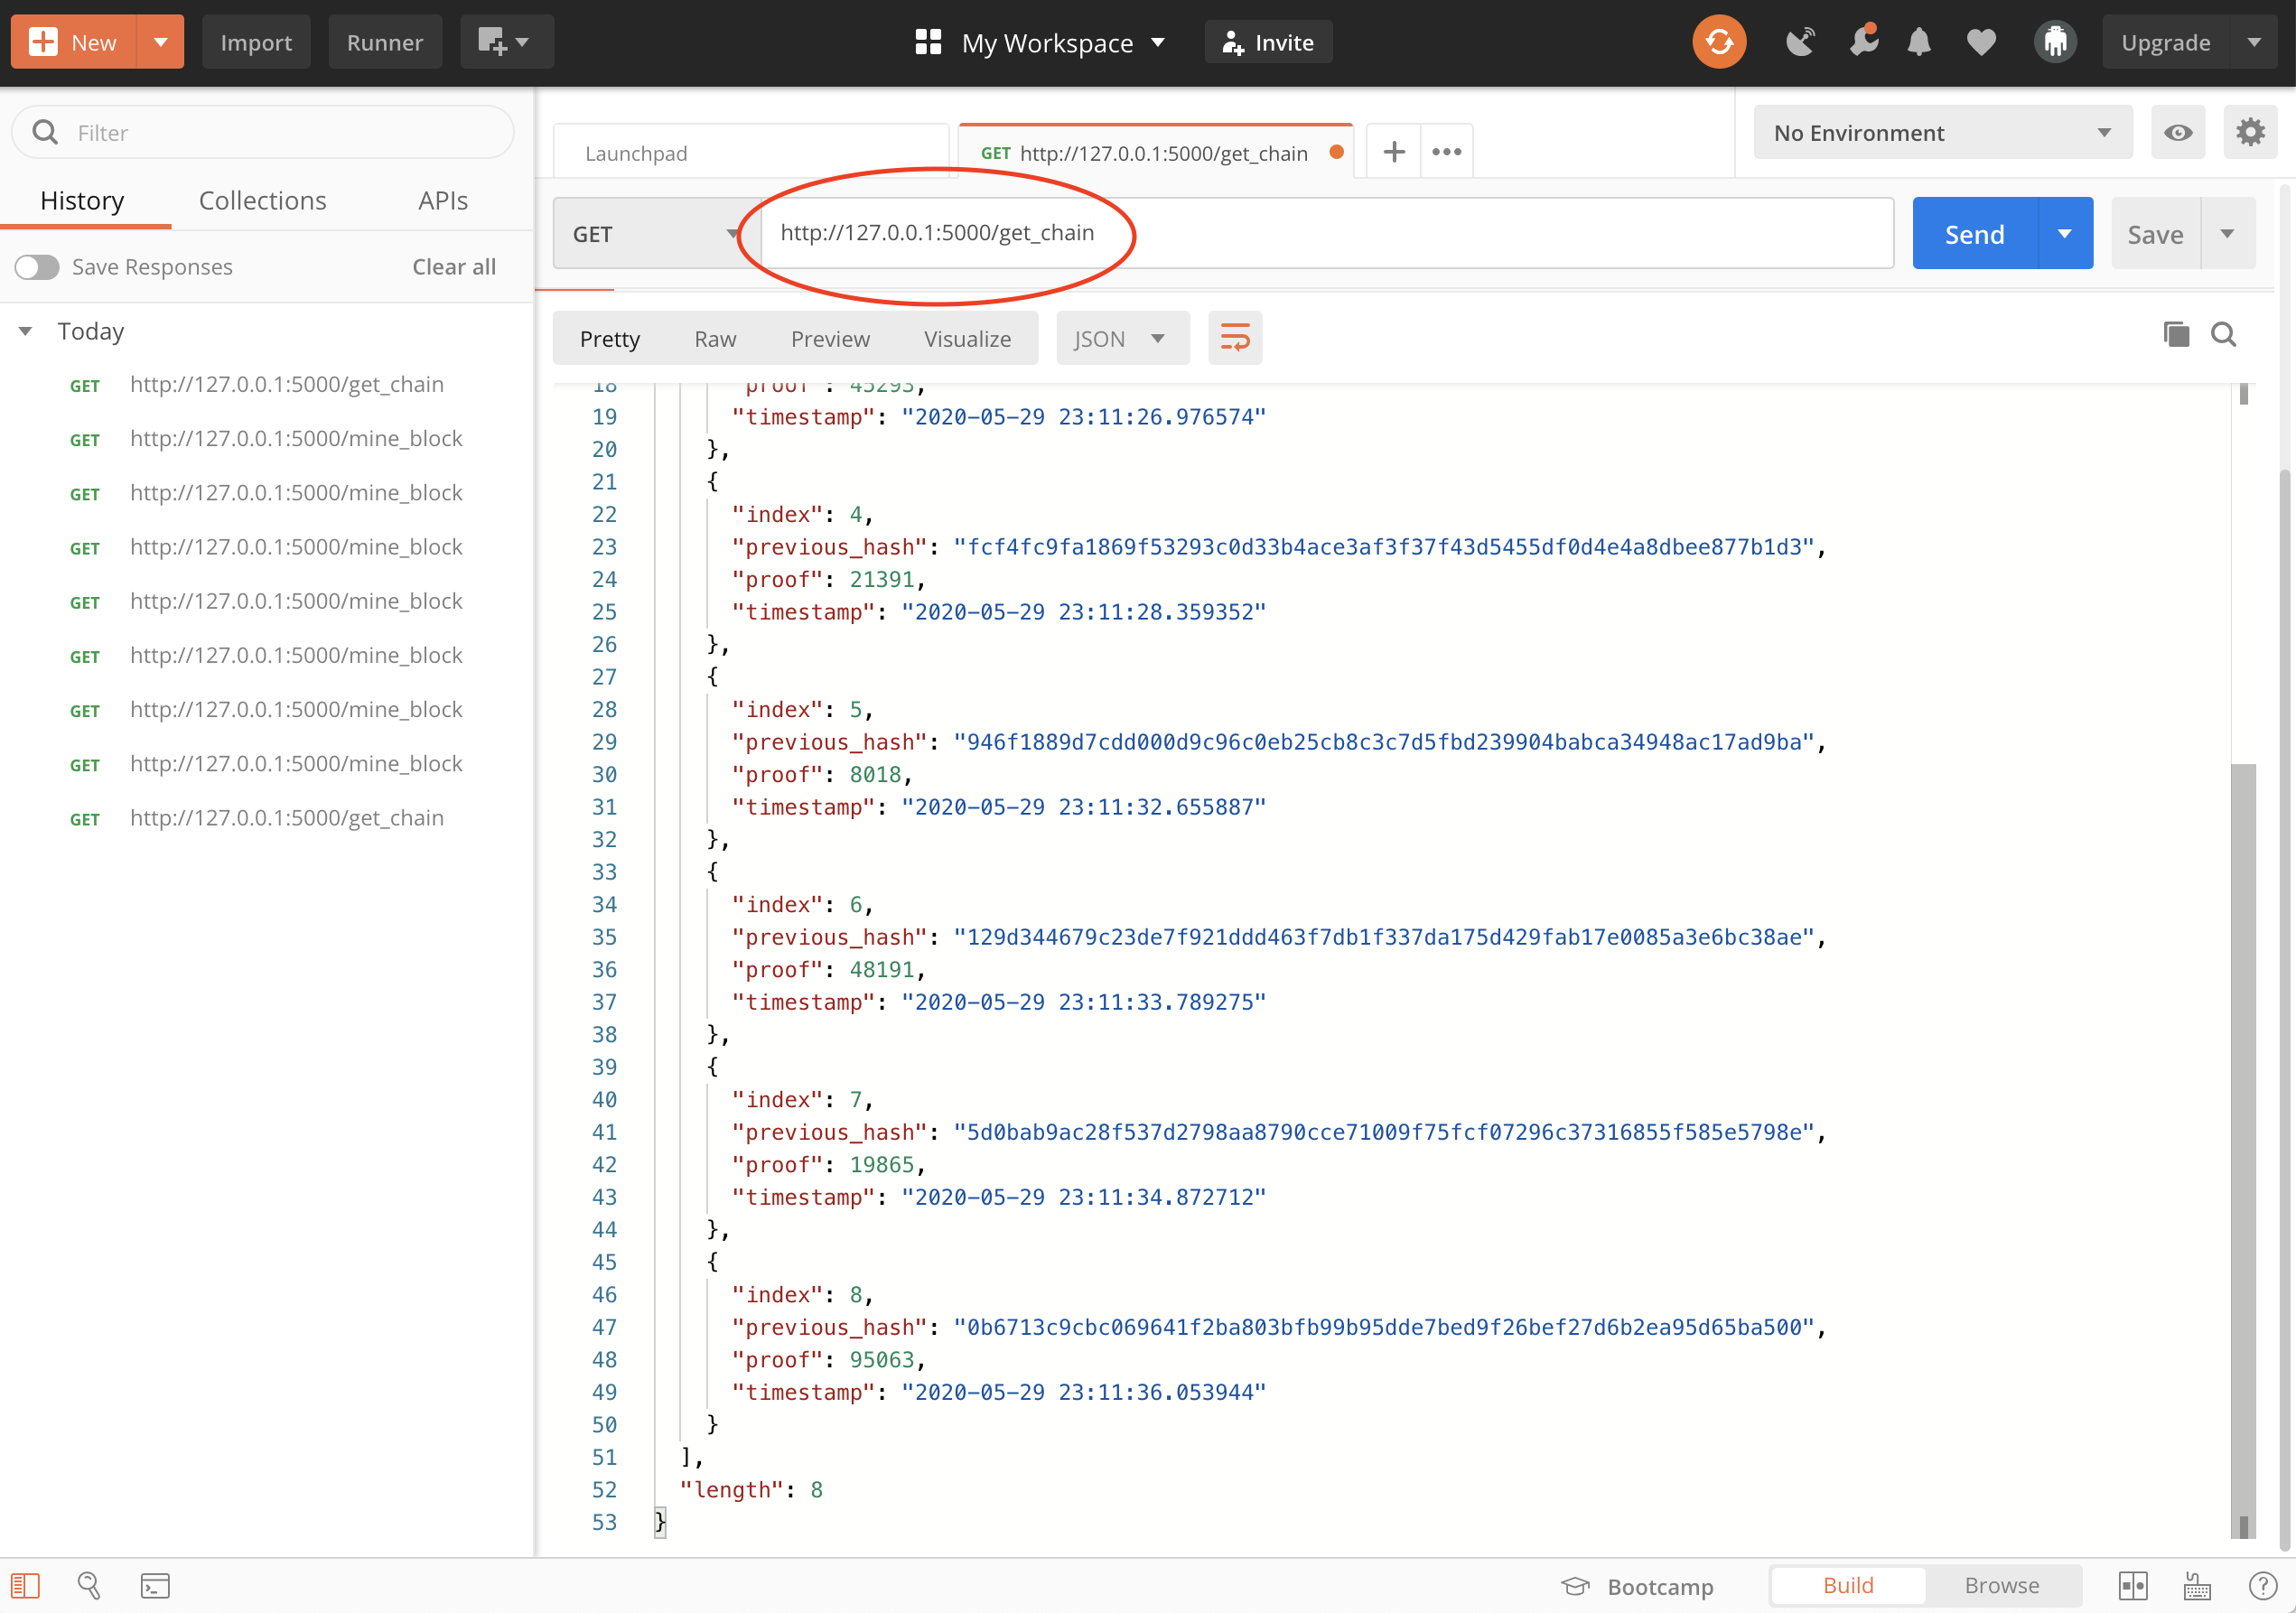 New
Import
Runner
My Workspace
Invite
Upgrade
Filter
History
Collections
APIs
Save Responses
Clear all
Today
GET http://127.0.0.1:5000/get_chain
GET http://127.0.0.1:5000/mine_block
GET http://127.0.0.1:5000/mine_block
GET http://127.0.0.1:5000/mine_block
GET http://127.0.0.1:5000/mine_block
GET http://127.0.0.1:5000/mine_block
GET http://127.0.0.1:5000/mine_block
GET http://127.0.0.1:5000/mine_block
GET http://127.0.0.1:5000/get_chain
Launchpad
GET http://127.0.0.1:5000/get_chain
No Environment
GET
http://127.0.0.1:5000/get_chain
Send
Save
Pretty
Raw
Preview
Visualize
JSON
18 "proof": 45293,
19 "timestamp": "2020-05-29 23:11:26.976574"
20 },
21 {
22 "index": 4,
23 "previous_hash": "fcf4fc9fa1869f53293c0d33b4ace3af3f37f43d5455df0d4e4a8dbee877b1d3",
24 "proof": 21391,
25 "timestamp": "2020-05-29 23:11:28.359352"
26 },
27 {
28 "index": 5,
29 "previous_hash": "946f1889d7cdd000d9c96c0eb25cb8c3c7d5fbd239904babca34948ac17ad9ba",
30 "proof": 8018,
31 "timestamp": "2020-05-29 23:11:32.655887"
32 },
33 {
34 "index": 6,
35 "previous_hash": "129d344679c23de7f921ddd463f7db1f337da175d429fab17e0085a3e6bc38ae",
36 "proof": 48191,
37 "timestamp": "2020-05-29 23:11:33.789275"
38 },
39 {
40 "index": 7,
41 "previous_hash": "5d0bab9ac28f537d2798aa8790cce71009f75fcf07296c37316855f585e5798e",
42 "proof": 19865,
43 "timestamp": "2020-05-29 23:11:34.872712"
44 },
45 {
46 "index": 8,
47 "previous_hash": "0b6713c9cbc069641f2ba803bfb99b95dde7bed9f26bef27d6b2ea95d65ba500",
48 "proof": 95063,
49 "timestamp": "2020-05-29 23:11:36.053944"
50 }
51 ],
52 "length": 8
53 }
Bootcamp
Build
Browse